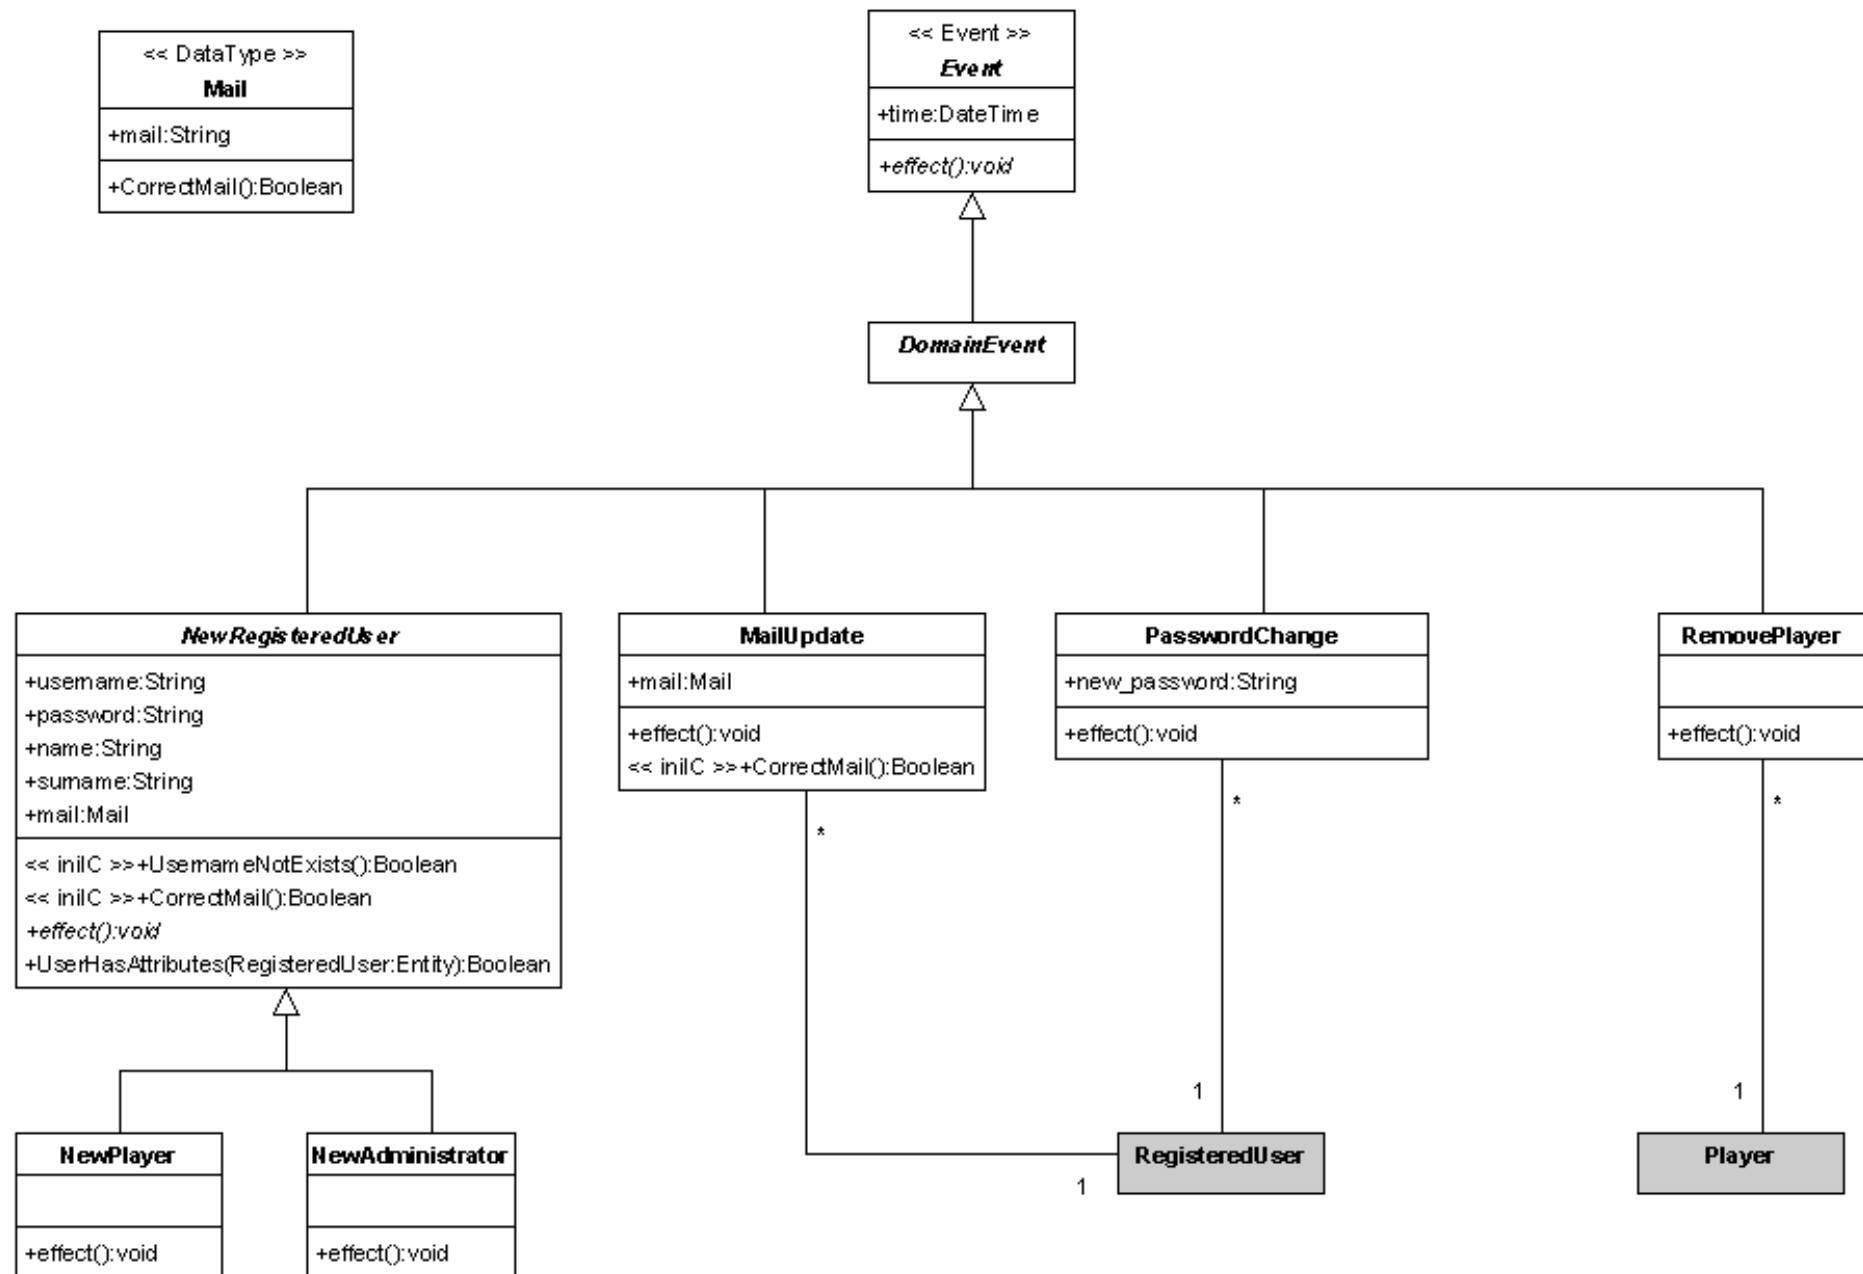 << DataType >>
Mail
+mail:String
+CorrectMail():Boolean
<< Event >>
Event
+time:DateTime
+effect():void
DomainEvent
NewRegisteredUser
+username:String
+password:String
+name:String
+surname:String
+mail:Mail
<< iniIC >>+UsernameNotExists():Boolean
<< iniIC >>+CorrectMail():Boolean
+effect():void
+UserHasAttributes(RegisteredUser:Entity):Boolean
MailUpdate
+mail:Mail
+effect():void
<< iniIC >>+CorrectMail():Boolean
*
PasswordChange
+new_password:String
+effect():void
*
RemovePlayer
+effect():void
*
1
1
1
NewPlayer
+effect():void
NewAdministrator
+effect():void
RegisteredUser
Player